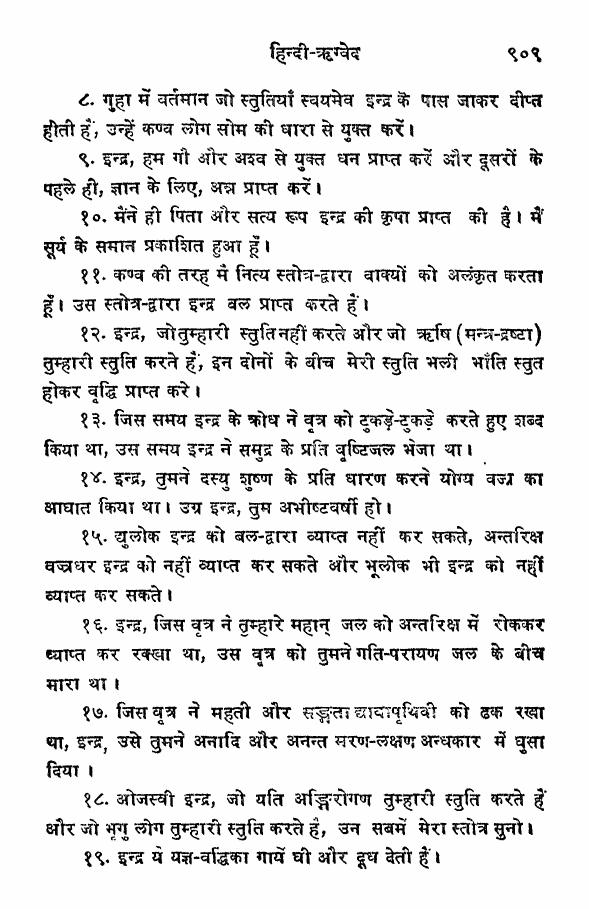 हिन्दी-ऋग्वेद ९०९
८. गुहा में वर्तमान जो स्तुतियाँ स्वयमेव इन्द्र के पास जाकर दीप्त
होती हैं, उन्हें कण्व लोग सोम की धारा से युक्त करें।
९. इन्द्र, हम गौ और अश्व से युक्त धन प्राप्त करें और दूसरों के
पहले ही, ज्ञान के लिए, अन्न प्राप्त करें।
१०. मैंने ही पिता और सत्य रूप इन्द्र की कृपा प्राप्त की है। मैं
सूर्य के समान प्रकाशित हुआ हूँ।
११. कण्व की तरह मैं नित्य स्तोत्र-द्वारा वाक्यों को अलंकृत करता
हूँ। उस स्तोत्र-द्वारा इन्द्र बल प्राप्त करते हैं।
१२. इन्द्र, जो तुम्हारी स्तुति नहीं करते और जो ऋषि (मन्त्र-द्रष्टा)
तुम्हारी स्तुति करते हैं, इन दोनों के बीच मेरी स्तुति भली भाँति स्तुत
होकर वृद्धि प्राप्त करे।
१३. जिस समय इन्द्र के क्रोध ने वृत्र को टुकड़े-टुकड़े करते हुए शब्द
किया था, उस समय इन्द्र ने समुद्र के प्रति वृष्टिजल भेजा था।
१४. इन्द्र, तुमने दस्यु शुष्ण के प्रति धारण करने योग्य वज्र का
आघात किया था। उग्र इन्द्र, तुम अभीष्टवर्षी हो।
१५. द्युलोक इन्द्र को बल-द्वारा व्याप्त नहीं कर सकते, अन्तरिक्ष
वज्रधर इन्द्र को नहीं व्याप्त कर सकते और भूलोक भी इन्द्र को नहीं
व्याप्त कर सकते।
१६. इन्द्र, जिस वृत्र ने तुम्हारे महान् जल को अन्तरिक्ष में रोककर
व्याप्त कर रक्खा था, उस वृत्र को तुमने गति-परायण जल के बीच
मारा था।
१७. जिस वृत्र ने महती और सङ्गता द्यावापृथिवी को ढक रखा
था, इन्द्र, उसे तुमने अनादि और अनन्त मरण-लक्षण अन्धकार में घुसा
दिया।
१८. ओजस्वी इन्द्र, जो यति अङ्गिरोगण तुम्हारी स्तुति करते हैं
और जो भृगु लोग तुम्हारी स्तुति करते हैं, उन सबमें मेरा स्तोत्र सुनो।
१९. इन्द्र ये यज्ञ-वर्द्धिका गायें घी और दूध देती हैं।